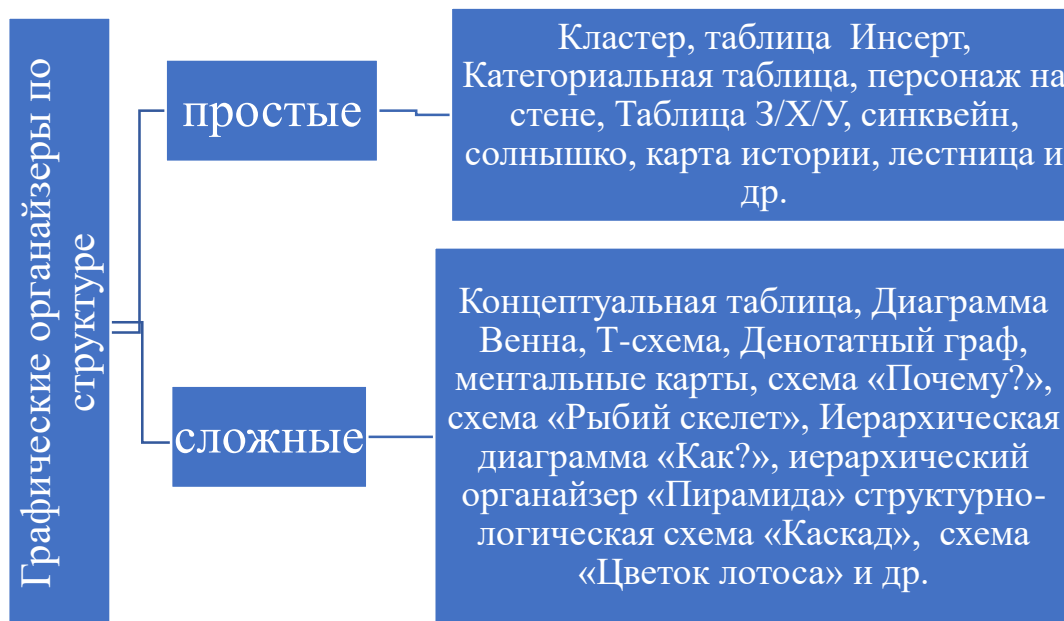 Графические органайзеры по
структуре
простые
Кластер, таблица  Инсерт,
Категориальная таблица, персонаж на
стене, Таблица З/Х/У, синквейн,
солнышко, карта истории, лестница и
др.
сложные
Концептуальная таблица, Диаграмма
Венна, Т-схема, Денотатный граф,
ментальные карты, схема «Почему?»,
схема «Рыбий скелет», Иерархическая
диаграмма «Как?», иерархический
органайзер «Пирамида» структурно-
логическая схема «Каскад»,  схема
«Цветок лотоса» и др.